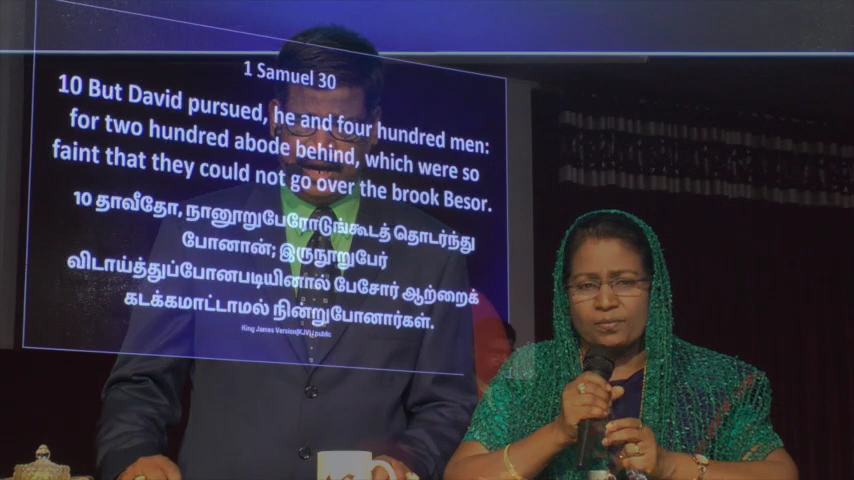 1 Samuel 30
10 But David pursued, he and four hundred men:
for two hundred abode behind, which were so
faint that they could not go over the brook Besor.
10 தாவீதோ, நானூறுபேரோடுங்கூடத் தொடர்ந்து
போனான்; இருநூறுபேர்
விடாய்த்துப்போனபடியினால் பேசோர் ஆற்றைக்
கடக்கமாட்டாமல் நின்றுபோனார்கள்.
King James Version(KJV) public